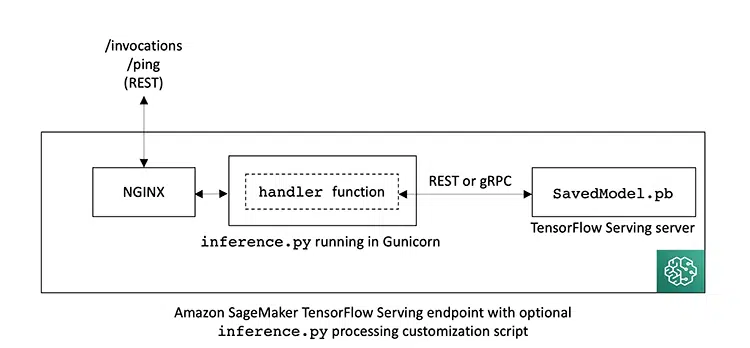 /invocations
/ping
(REST)
NGINX
handler function
REST or gRPC
SavedModel.pb
inference.py running in Gunicorn
TensorFlow Serving server
Amazon SageMaker TensorFlow Serving endpoint with optional
inference.py processing customization script